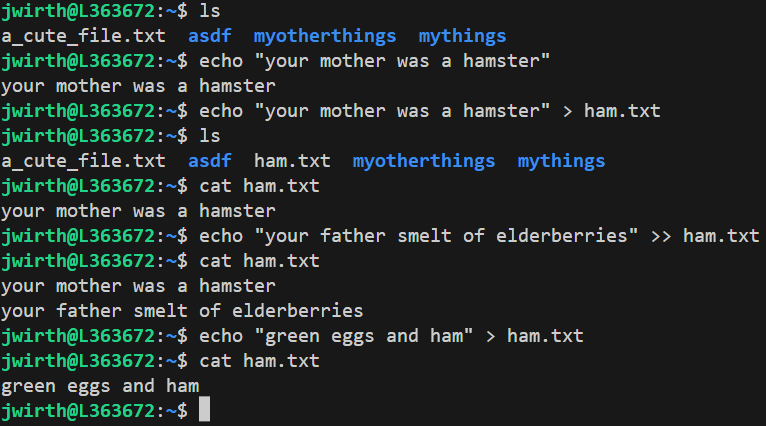 jwirth@L363672:~$ ls
a_cute_file.txt  asdf  myotherthings  mythings
jwirth@L363672:~$ echo "your mother was a hamster"
your mother was a hamster
jwirth@L363672:~$ echo "your mother was a hamster" > ham.txt
jwirth@L363672:~$ ls
a_cute_file.txt  asdf  ham.txt  myotherthings  mythings
jwirth@L363672:~$ cat ham.txt
your mother was a hamster
jwirth@L363672:~$ echo "your father smelt of elderberries" >> ham.txt
jwirth@L363672:~$ cat ham.txt
your mother was a hamster
your father smelt of elderberries
jwirth@L363672:~$ echo "green eggs and ham" > ham.txt
jwirth@L363672:~$ cat ham.txt
green eggs and ham
jwirth@L363672:~$